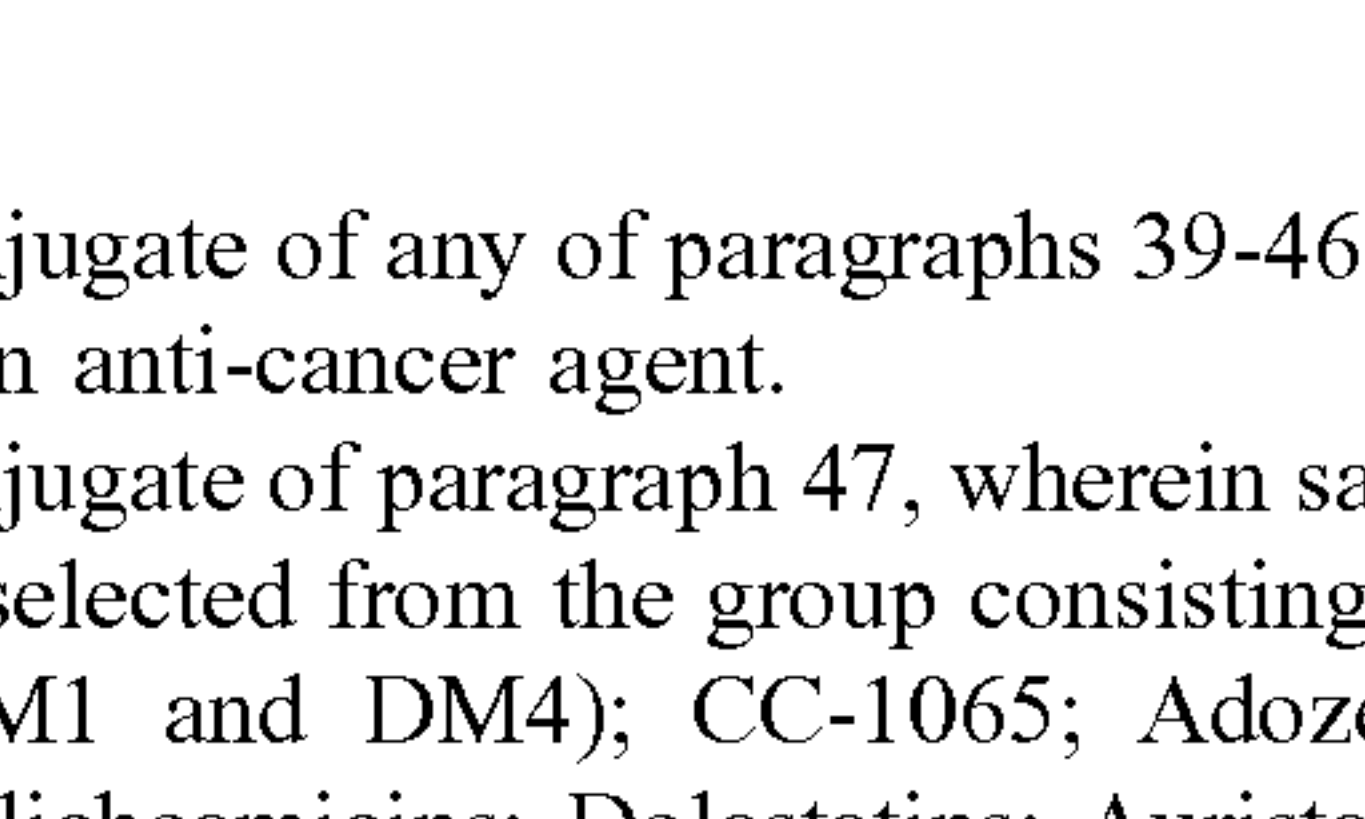 jugate of any of paragraphs 39-46
n anti-cancer agent.
jugate of paragraph 47, wherein sa
selected from the group consisting
M1 and DM4); CC-1065; Adoze